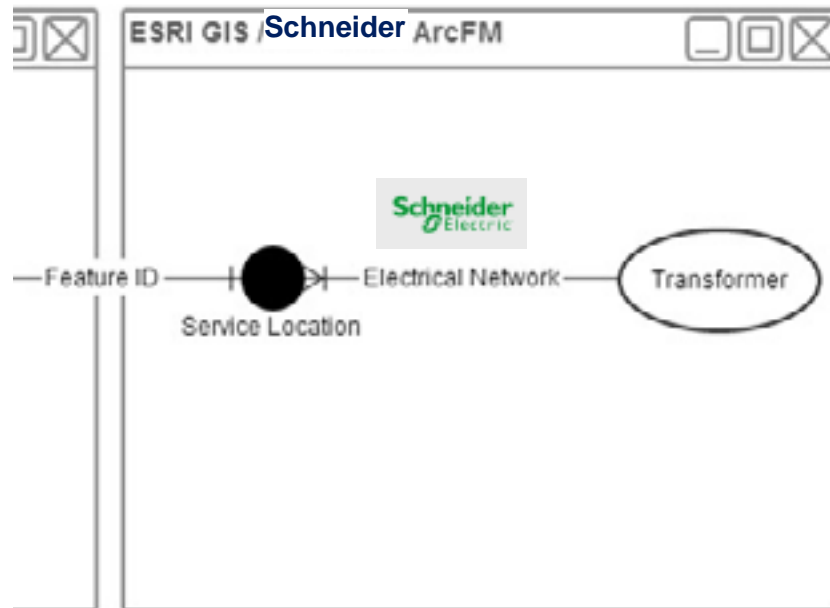 ESRI GIS / Schneider ArcFM
Schneider
Electric
Feature ID
Electrical Network
Transformer
Service Location